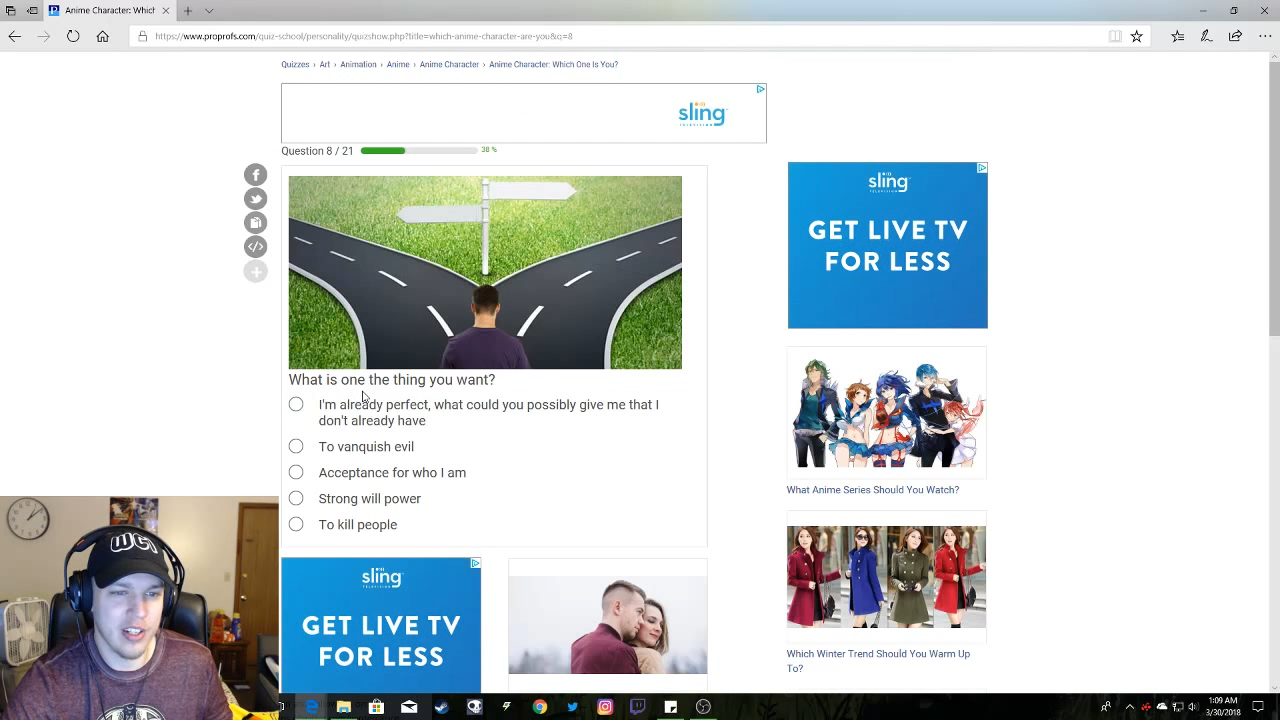 Anime Character: Wh
https://www.proprofs.com/quiz-school/personality/quizshow.php?title=which-anime-character-are-you&q=8
Quizzes › Art › Animation › Anime › Anime Character › Anime Character: Which One Is You?
sling
TELEVISION
Question 8 / 21
38 %
What is one the thing you want?
I'm already perfect, what could you possibly give me that I
don't already have
To vanquish evil
Acceptance for who I am
Strong will power
To kill people
sling
TELEVISION
GET LIVE TV
FOR LESS
What Anime Series Should You Watch?
Which Winter Trend Should You Warm Up
To?
sling
TELEVISION
GET LIVE TV
FOR LESS
1:09 AM
3/30/2018